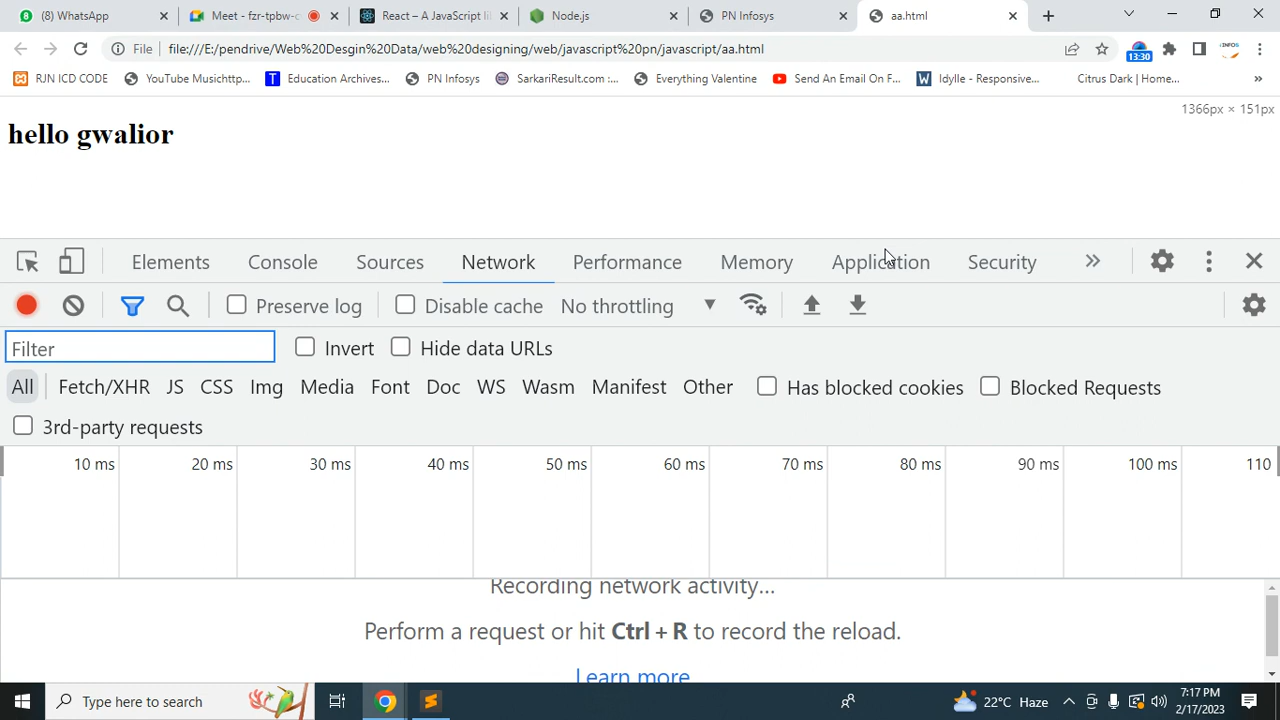 (8) WhatsApp
Meet - fzr-tpbw-c
React – A JavaScript li
Node.js
PN Infosys
aa.html
File
file:///E:/pendrive/Web%20Desgin%20Data/web%20designing/web/javascript%20pn/javascript/aa.html
13:30
RJN ICD CODE
YouTube Musichttp...
Education Archives...
PN Infosys
SarkariResult.com :...
Everything Valentine
Send An Email On F...
Idylle - Responsive...
Citrus Dark | Home...
»
1366px × 151px
hello gwalior
Elements
Console
Sources
Network
Performance
Memory
Application
Security
Preserve log
Disable cache
No throttling
Filter
Invert
Hide data URLs
All
Fetch/XHR
JS
CSS
Img
Media
Font
Doc
WS
Wasm
Manifest
Other
Has blocked cookies
Blocked Requests
3rd-party requests
10 ms
20 ms
30 ms
40 ms
50 ms
60 ms
70 ms
80 ms
90 ms
100 ms
110
Recording network activity...
Perform a request or hit Ctrl + R to record the reload.
Learn more
Type here to search
22°C Haze
7:17 PM
2/17/2023